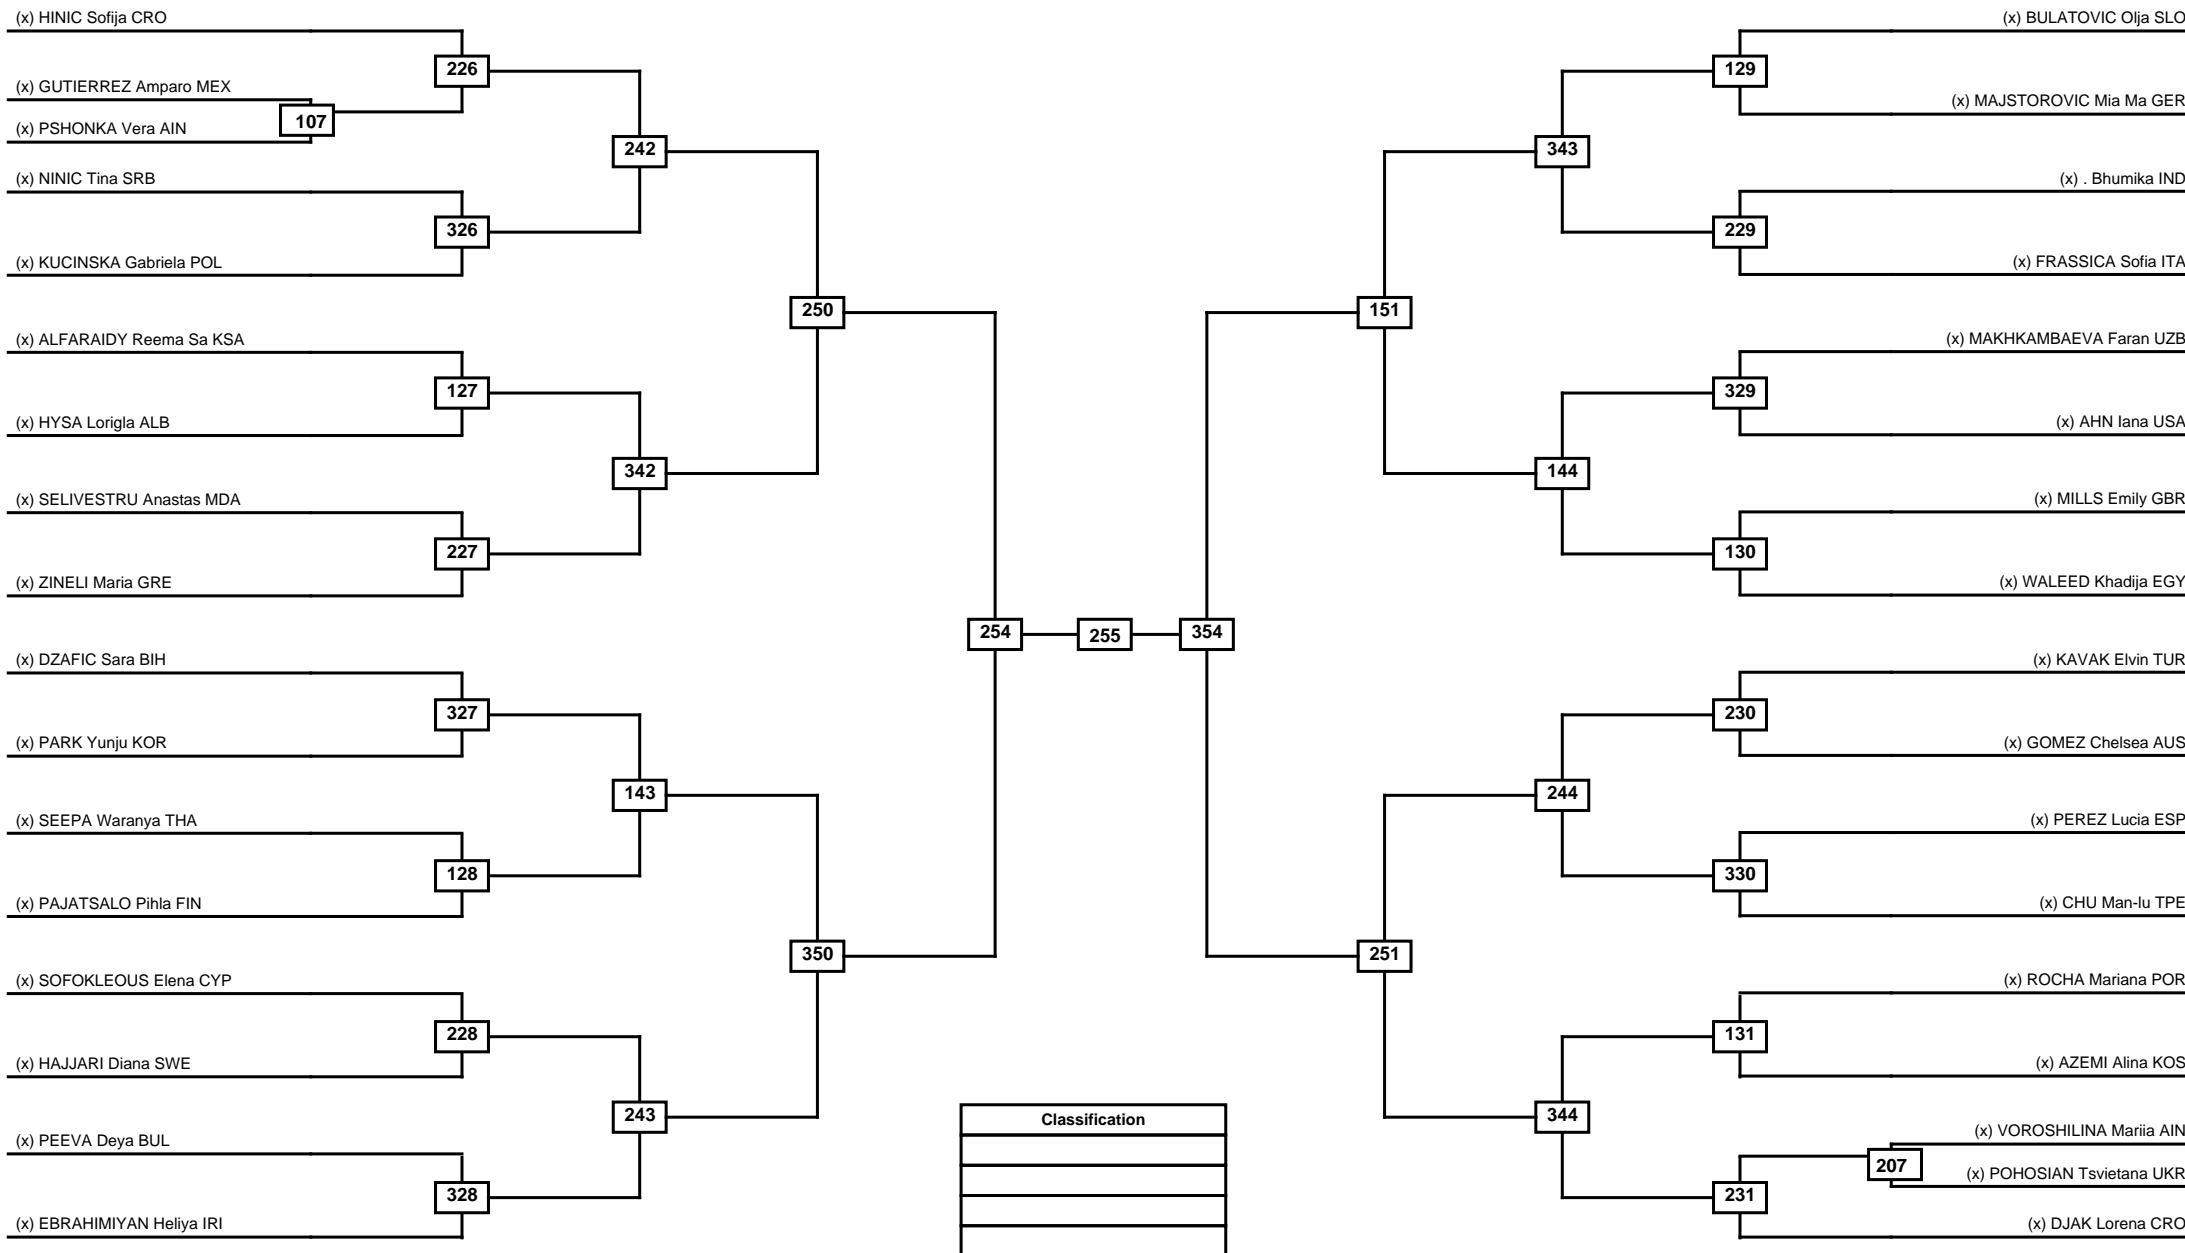 (x) HINIC Sofija CRO
226
(x) GUTIERREZ Amparo MEX
107
(x) PSHONKA Vera AIN
242
(x) NINIC Tina SRB
326
(x) KUCINSKA Gabriela POL
250
(x) ALFARAIDY Reema Sa KSA
127
(x) HYSA Lorigla ALB
342
(x) SELIVESTRU Anastas MDA
227
(x) ZINELI Maria GRE
254
255
354
(x) DZAFIC Sara BIH
327
(x) PARK Yunju KOR
143
(x) SEEPA Waranya THA
128
(x) PAJATSALO Pihla FIN
350
(x) SOFOKLEOUS Elena CYP
228
(x) HAJJARI Diana SWE
243
(x) PEEVA Deya BUL
328
(x) EBRAHIMIYAN Heliya IRI
(x) BULATOVIC Olja SLO
129
(x) MAJSTOROVIC Mia Ma GER
343
(x) . Bhumika IND
229
(x) FRASSICA Sofia ITA
151
(x) MAKHKAMBAEVA Faran UZB
329
(x) AHN Iana USA
144
(x) MILLS Emily GBR
130
(x) WALEED Khadija EGY
(x) KAVAK Elvin TUR
230
(x) GOMEZ Chelsea AUS
244
(x) PEREZ Lucia ESP
330
(x) CHU Man-lu TPE
251
(x) ROCHA Mariana POR
131
(x) AZEMI Alina KOS
344
(x) VOROSHILINA Mariia AIN
207
(x) POHOSIAN Tsvietana UKR
231
(x) DJAK Lorena CRO
Classification